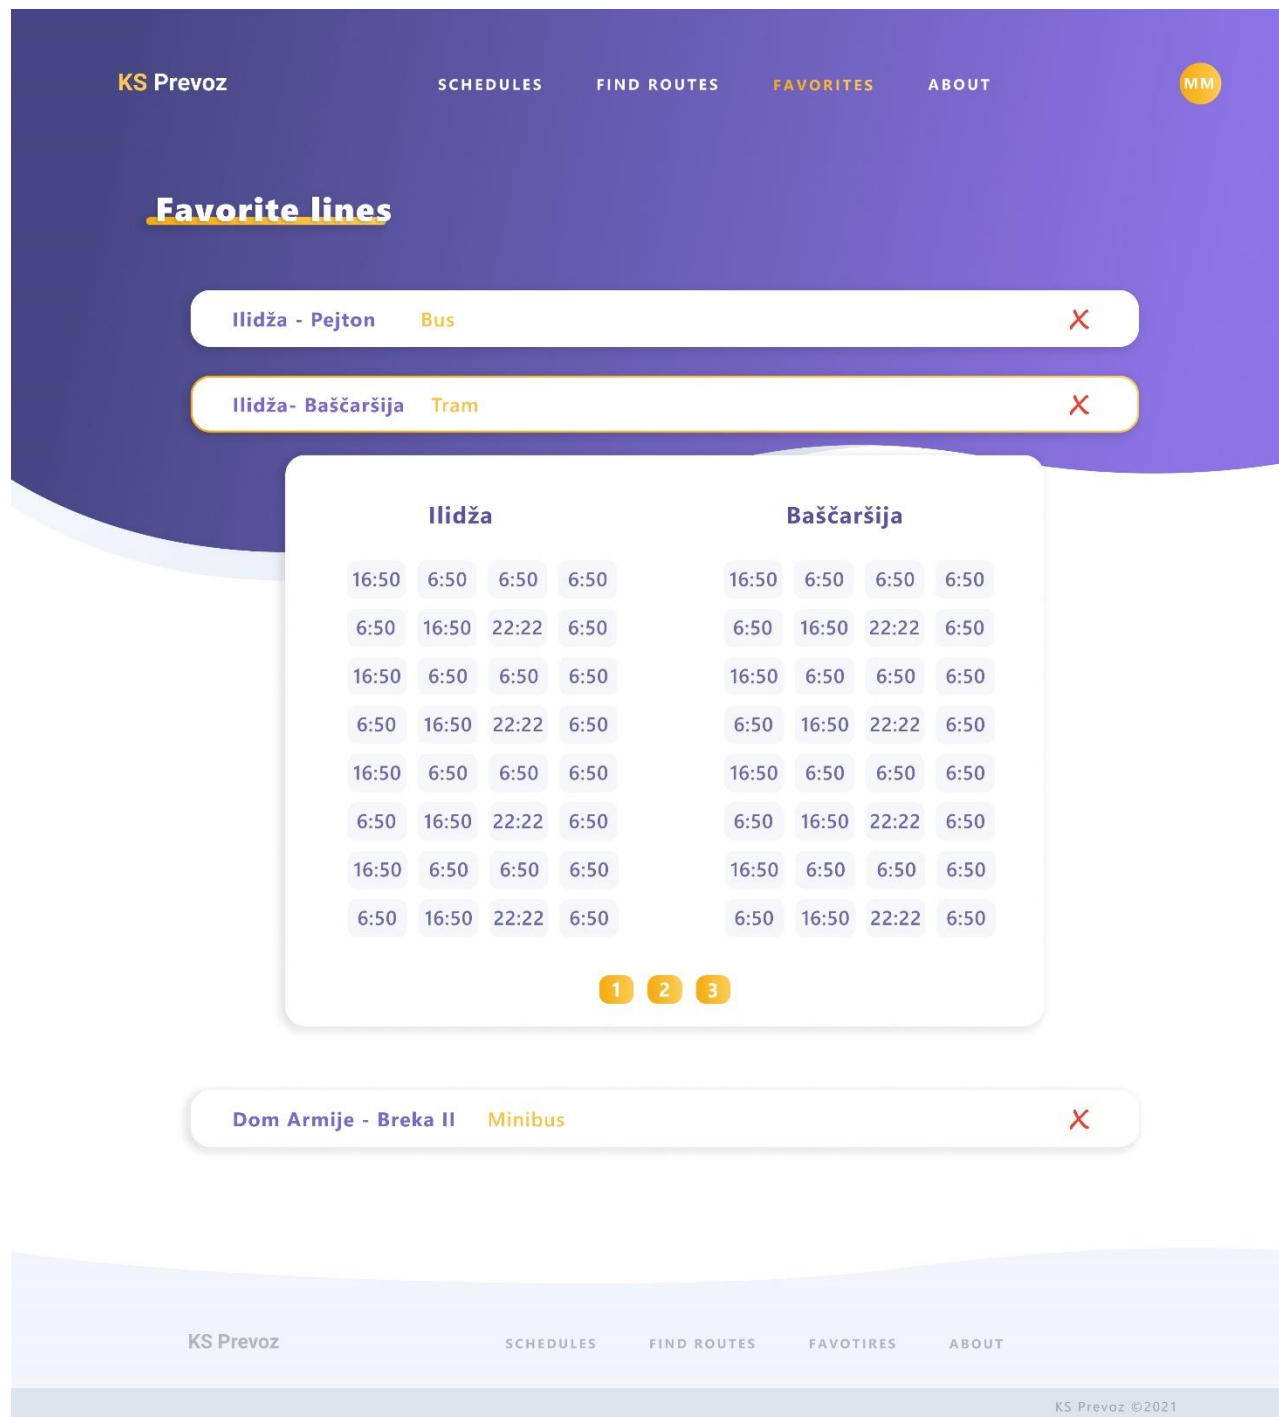 KS Prevoz SCHEDULES FIND ROUTES FAVORITES ABOUT MM
Favorite lines
Ilidža - Pejton Bus X
Ilidža- Baščaršija Tram X
Ilidža Baščaršija
16:50 6:50 6:50 6:50 16:50 6:50 6:50 6:50
6:50 16:50 22:22 6:50 6:50 16:50 22:22 6:50
16:50 6:50 6:50 6:50 16:50 6:50 6:50 6:50
6:50 16:50 22:22 6:50 6:50 16:50 22:22 6:50
16:50 6:50 6:50 6:50 16:50 6:50 6:50 6:50
6:50 16:50 22:22 6:50 6:50 16:50 22:22 6:50
16:50 6:50 6:50 6:50 16:50 6:50 6:50 6:50
6:50 16:50 22:22 6:50 6:50 16:50 22:22 6:50
1 2 3
Dom Armije - Breka II Minibus X
KS Prevoz SCHEDULES FIND ROUTES FAVOTIRES ABOUT
KS Prevoz ©2021